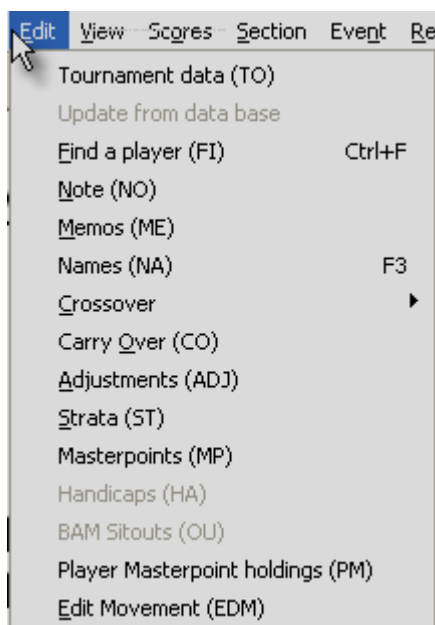 Edit View Scores Section Event Re
Tournament data (TO)
Update from data base
Find a player (FI) Ctrl+F
Note (NO)
Memos (ME)
Names (NA) F3
Crossover
Carry Over (CO)
Adjustments (ADJ)
Strata (ST)
Masterpoints (MP)
Handicaps (HA)
BAM Sitouts (OU)
Player Masterpoint holdings (PM)
Edit Movement (EDM)